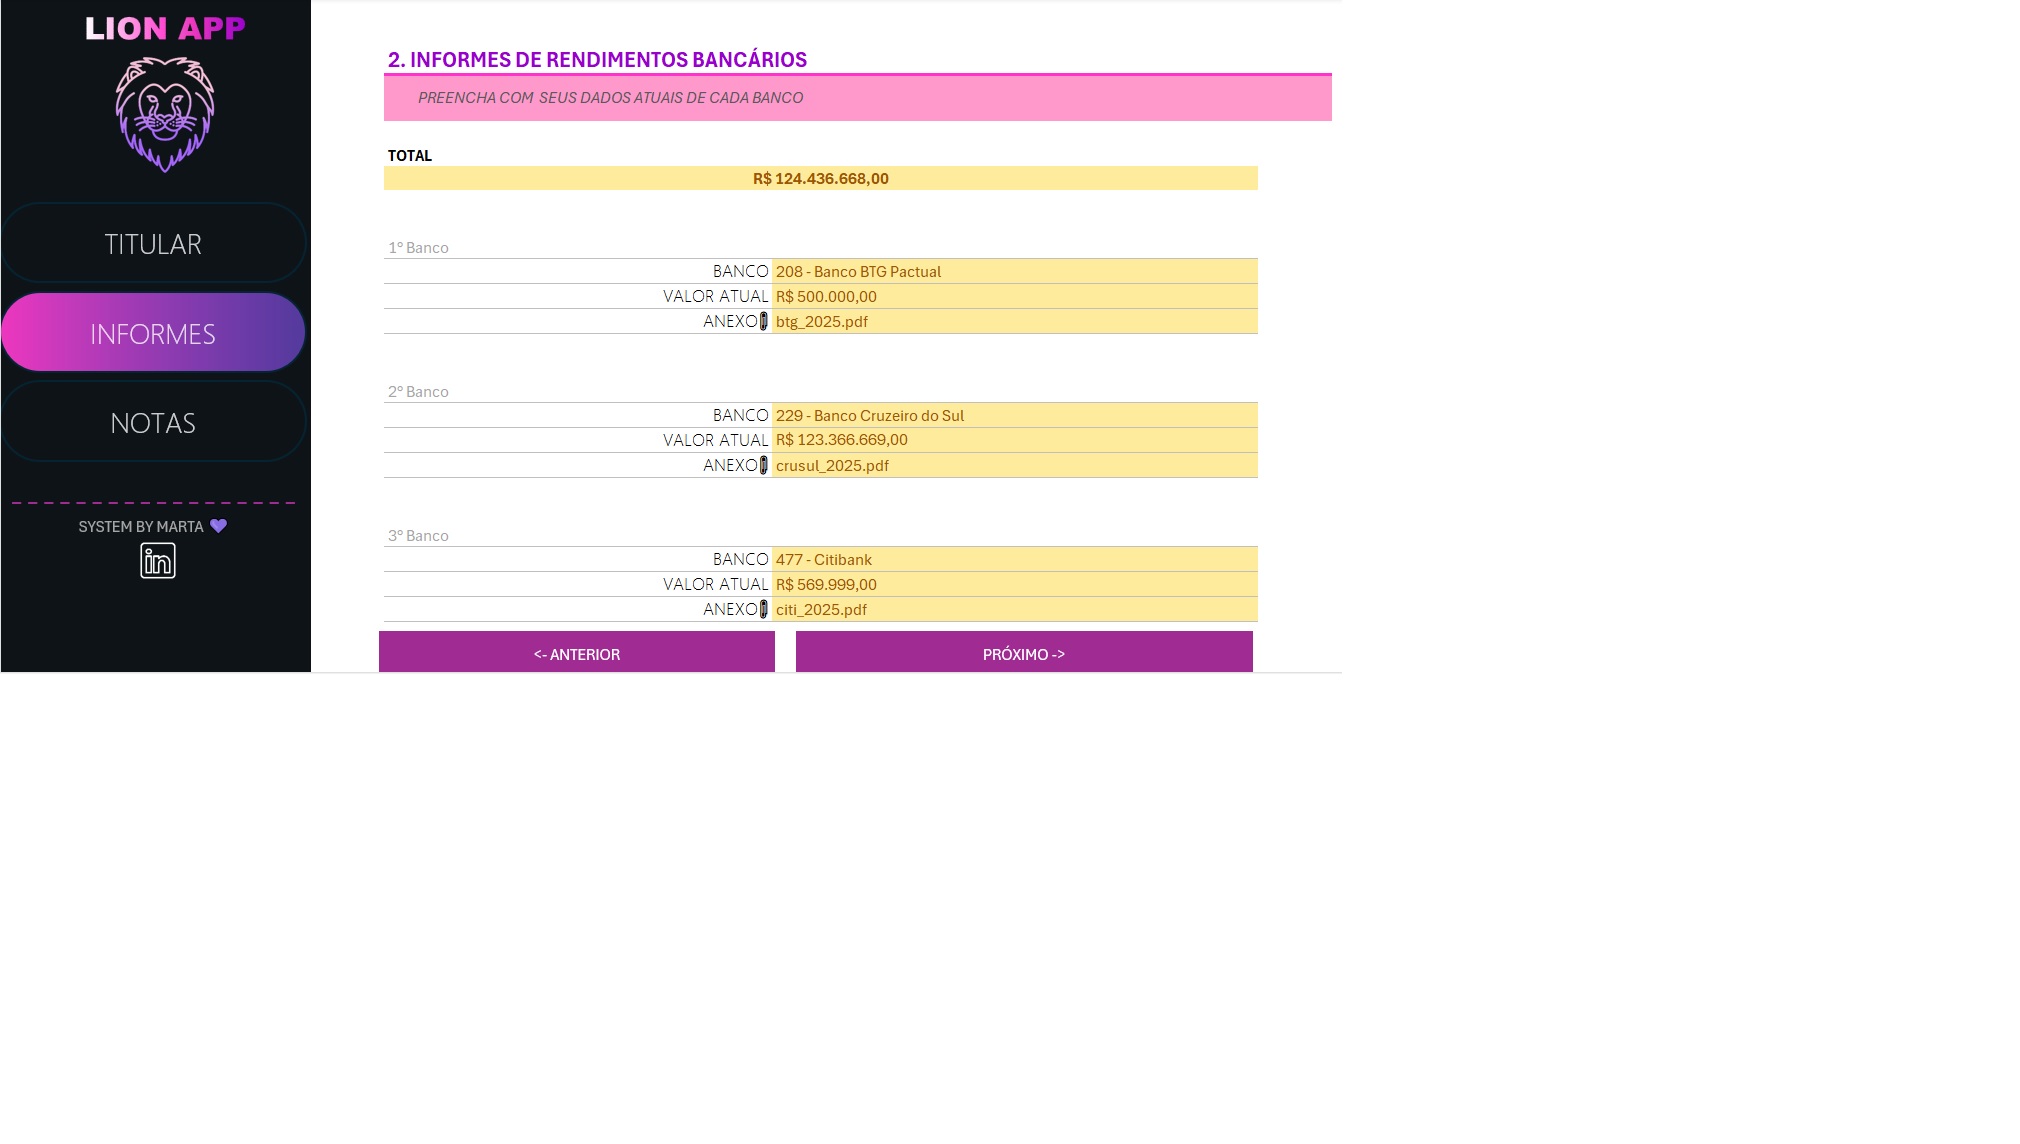 LION APP
TITULAR
INFORMES
NOTAS
SYSTEM BY MARTA
in
2. INFORMES DE RENDIMENTOS BANCÁRIOS
PREENCHA COM SEUS DADOS ATUAIS DE CADA BANCO
TOTAL
R$ 124.436.668,00
1º Banco
BANCO 208 - Banco BTG Pactual
VALOR ATUAL R$ 500.000,00
ANEXO btg_2025.pdf
2º Banco
BANCO 229 - Banco Cruzeiro do Sul
VALOR ATUAL R$ 123.366.669,00
ANEXO crusul_2025.pdf
3º Banco
BANCO 477 - Citibank
VALOR ATUAL R$ 569.999,00
ANEXO citi_2025.pdf
<- ANTERIOR
PRÓXIMO ->